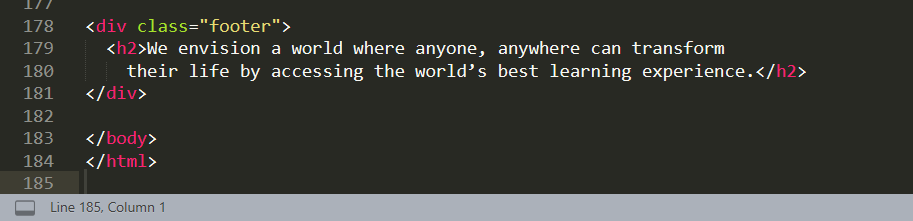 177
178 <div class="footer">
179 <h2>We envision a world where anyone, anywhere can transform
180 their life by accessing the world’s best learning experience.</h2>
181 </div>
182
183 </body>
184 </html>
185
Line 185, Column 1